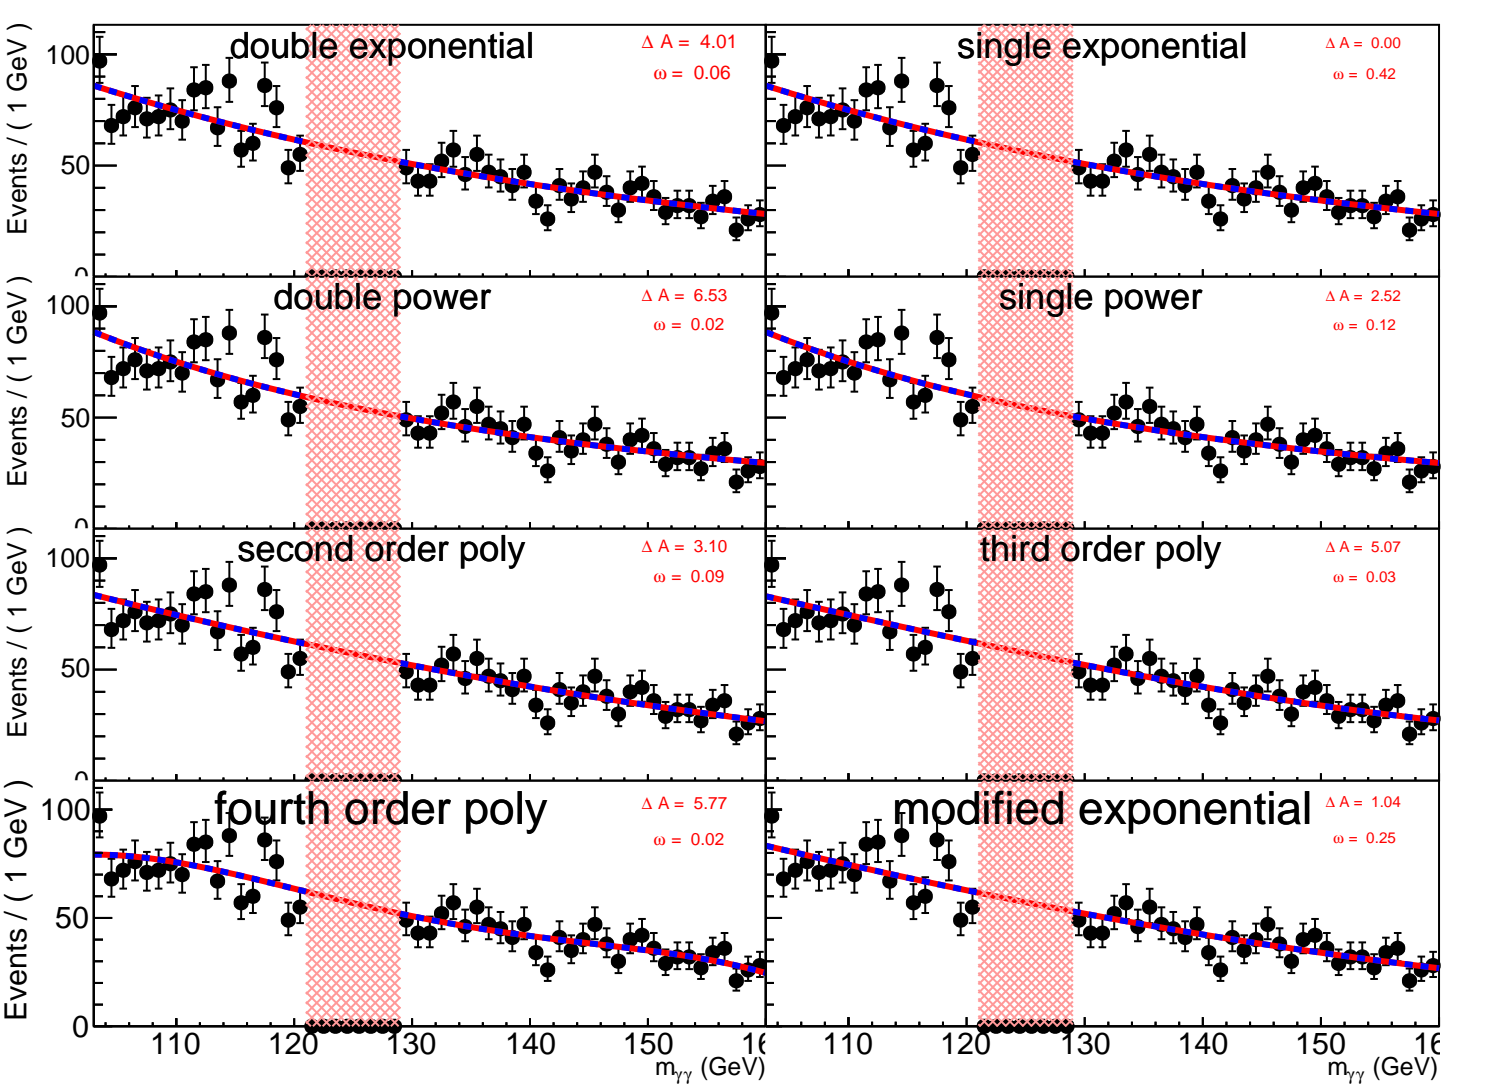 double exponential
Δ A = 4.01
ω = 0.06
single exponential
Δ A = 0.00
ω = 0.42
Events / ( 1 GeV )
100
50
0
double power
Δ A = 6.53
ω = 0.02
single power
Δ A = 2.52
ω = 0.12
Events / ( 1 GeV )
100
50
0
second order poly
Δ A = 3.10
ω = 0.09
third order poly
Δ A = 5.07
ω = 0.03
Events / ( 1 GeV )
100
50
0
fourth order poly
Δ A = 5.77
ω = 0.02
modified exponential
Δ A = 1.04
ω = 0.25
Events / ( 1 GeV )
100
50
0
110 120 130 140 150
mγγ (GeV)
110 120 130 140 150
mγγ (GeV)